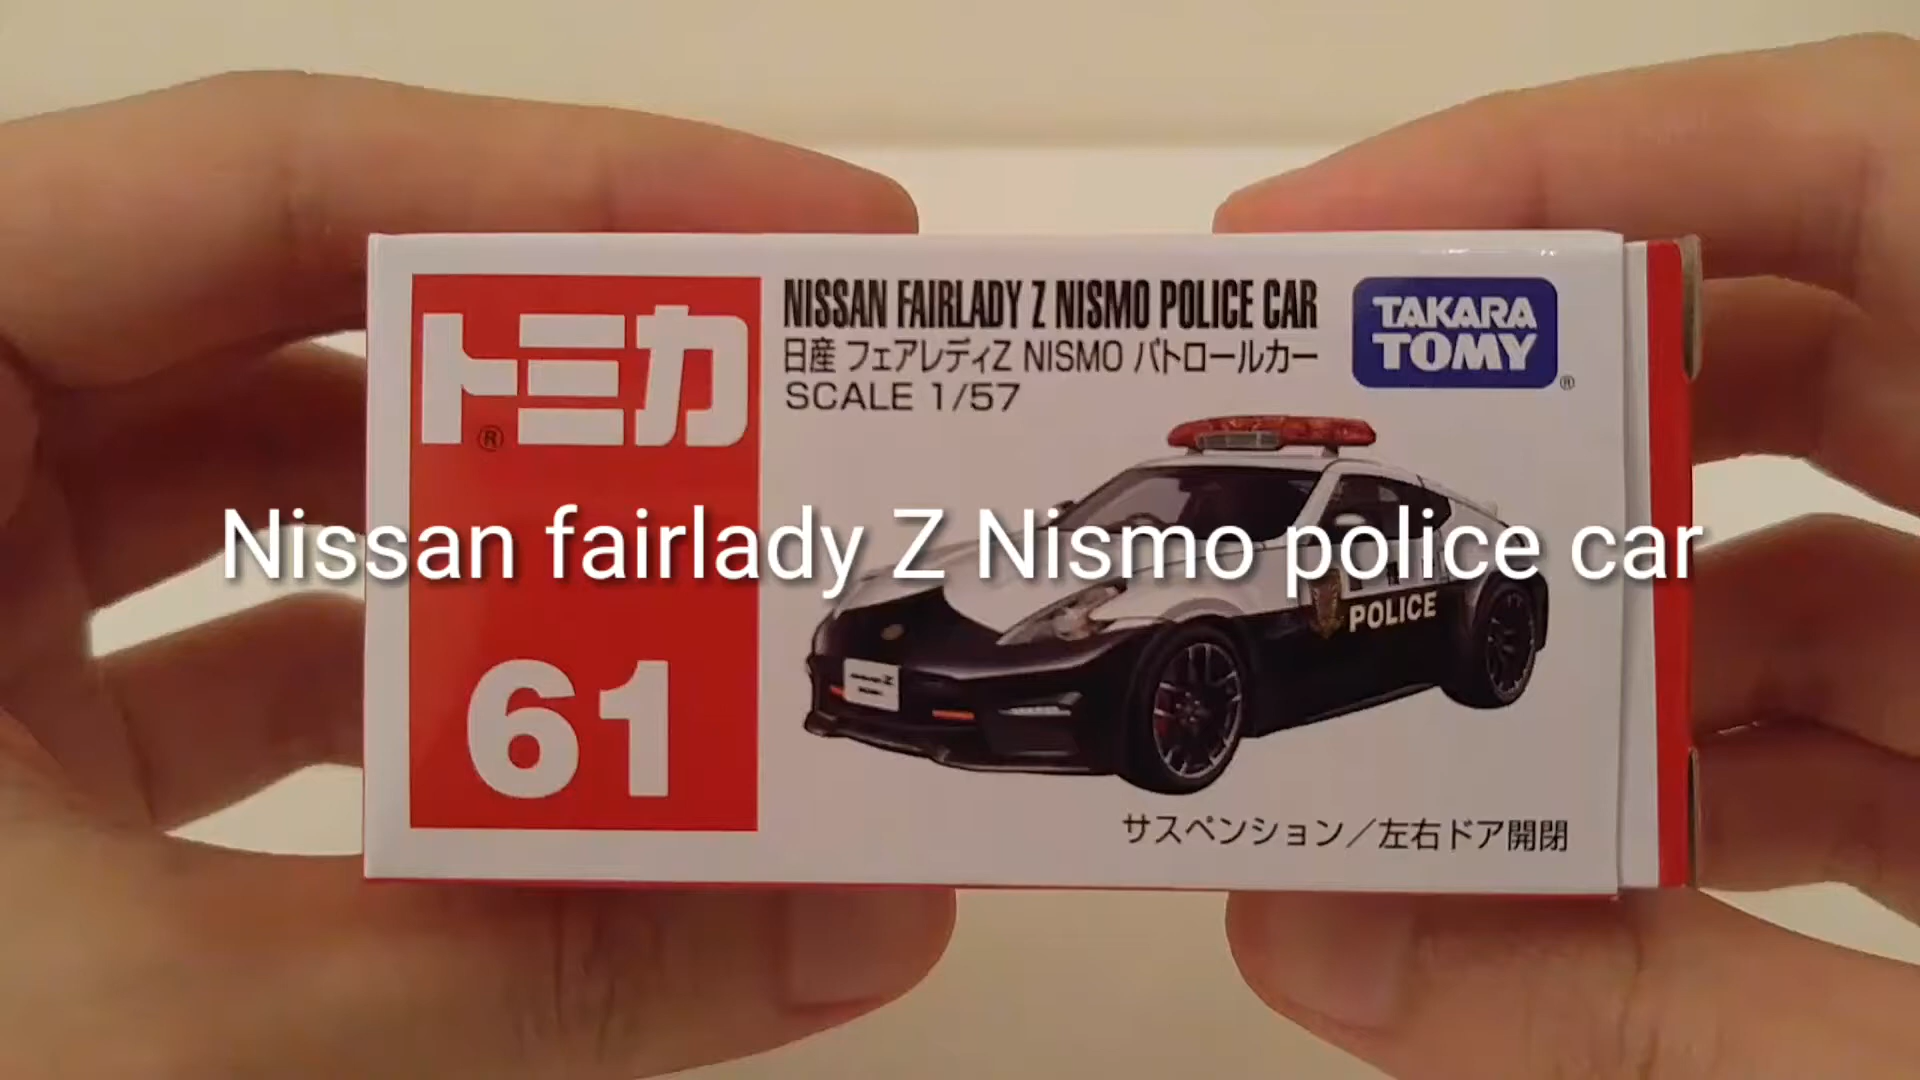 トミカ
®
61
NISSAN FAIRLADY Z NISMO POLICE CAR
日産 フェアレディZ NISMO パトロールカー
SCALE 1/57
TAKARA
TOMY
®
Nissan fairlady Z Nismo police car
POLICE
サスペンション/左右ドア開閉